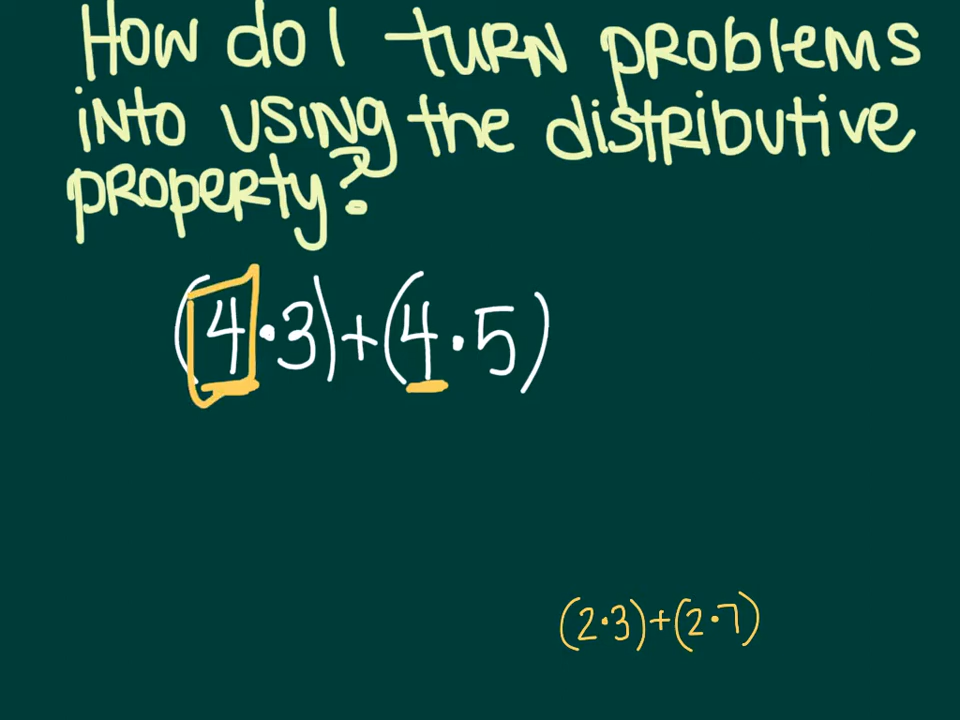 How do I turn problems
into using the distributive
property?
(4·3)+(4·5)
(2·3)+(2·7)